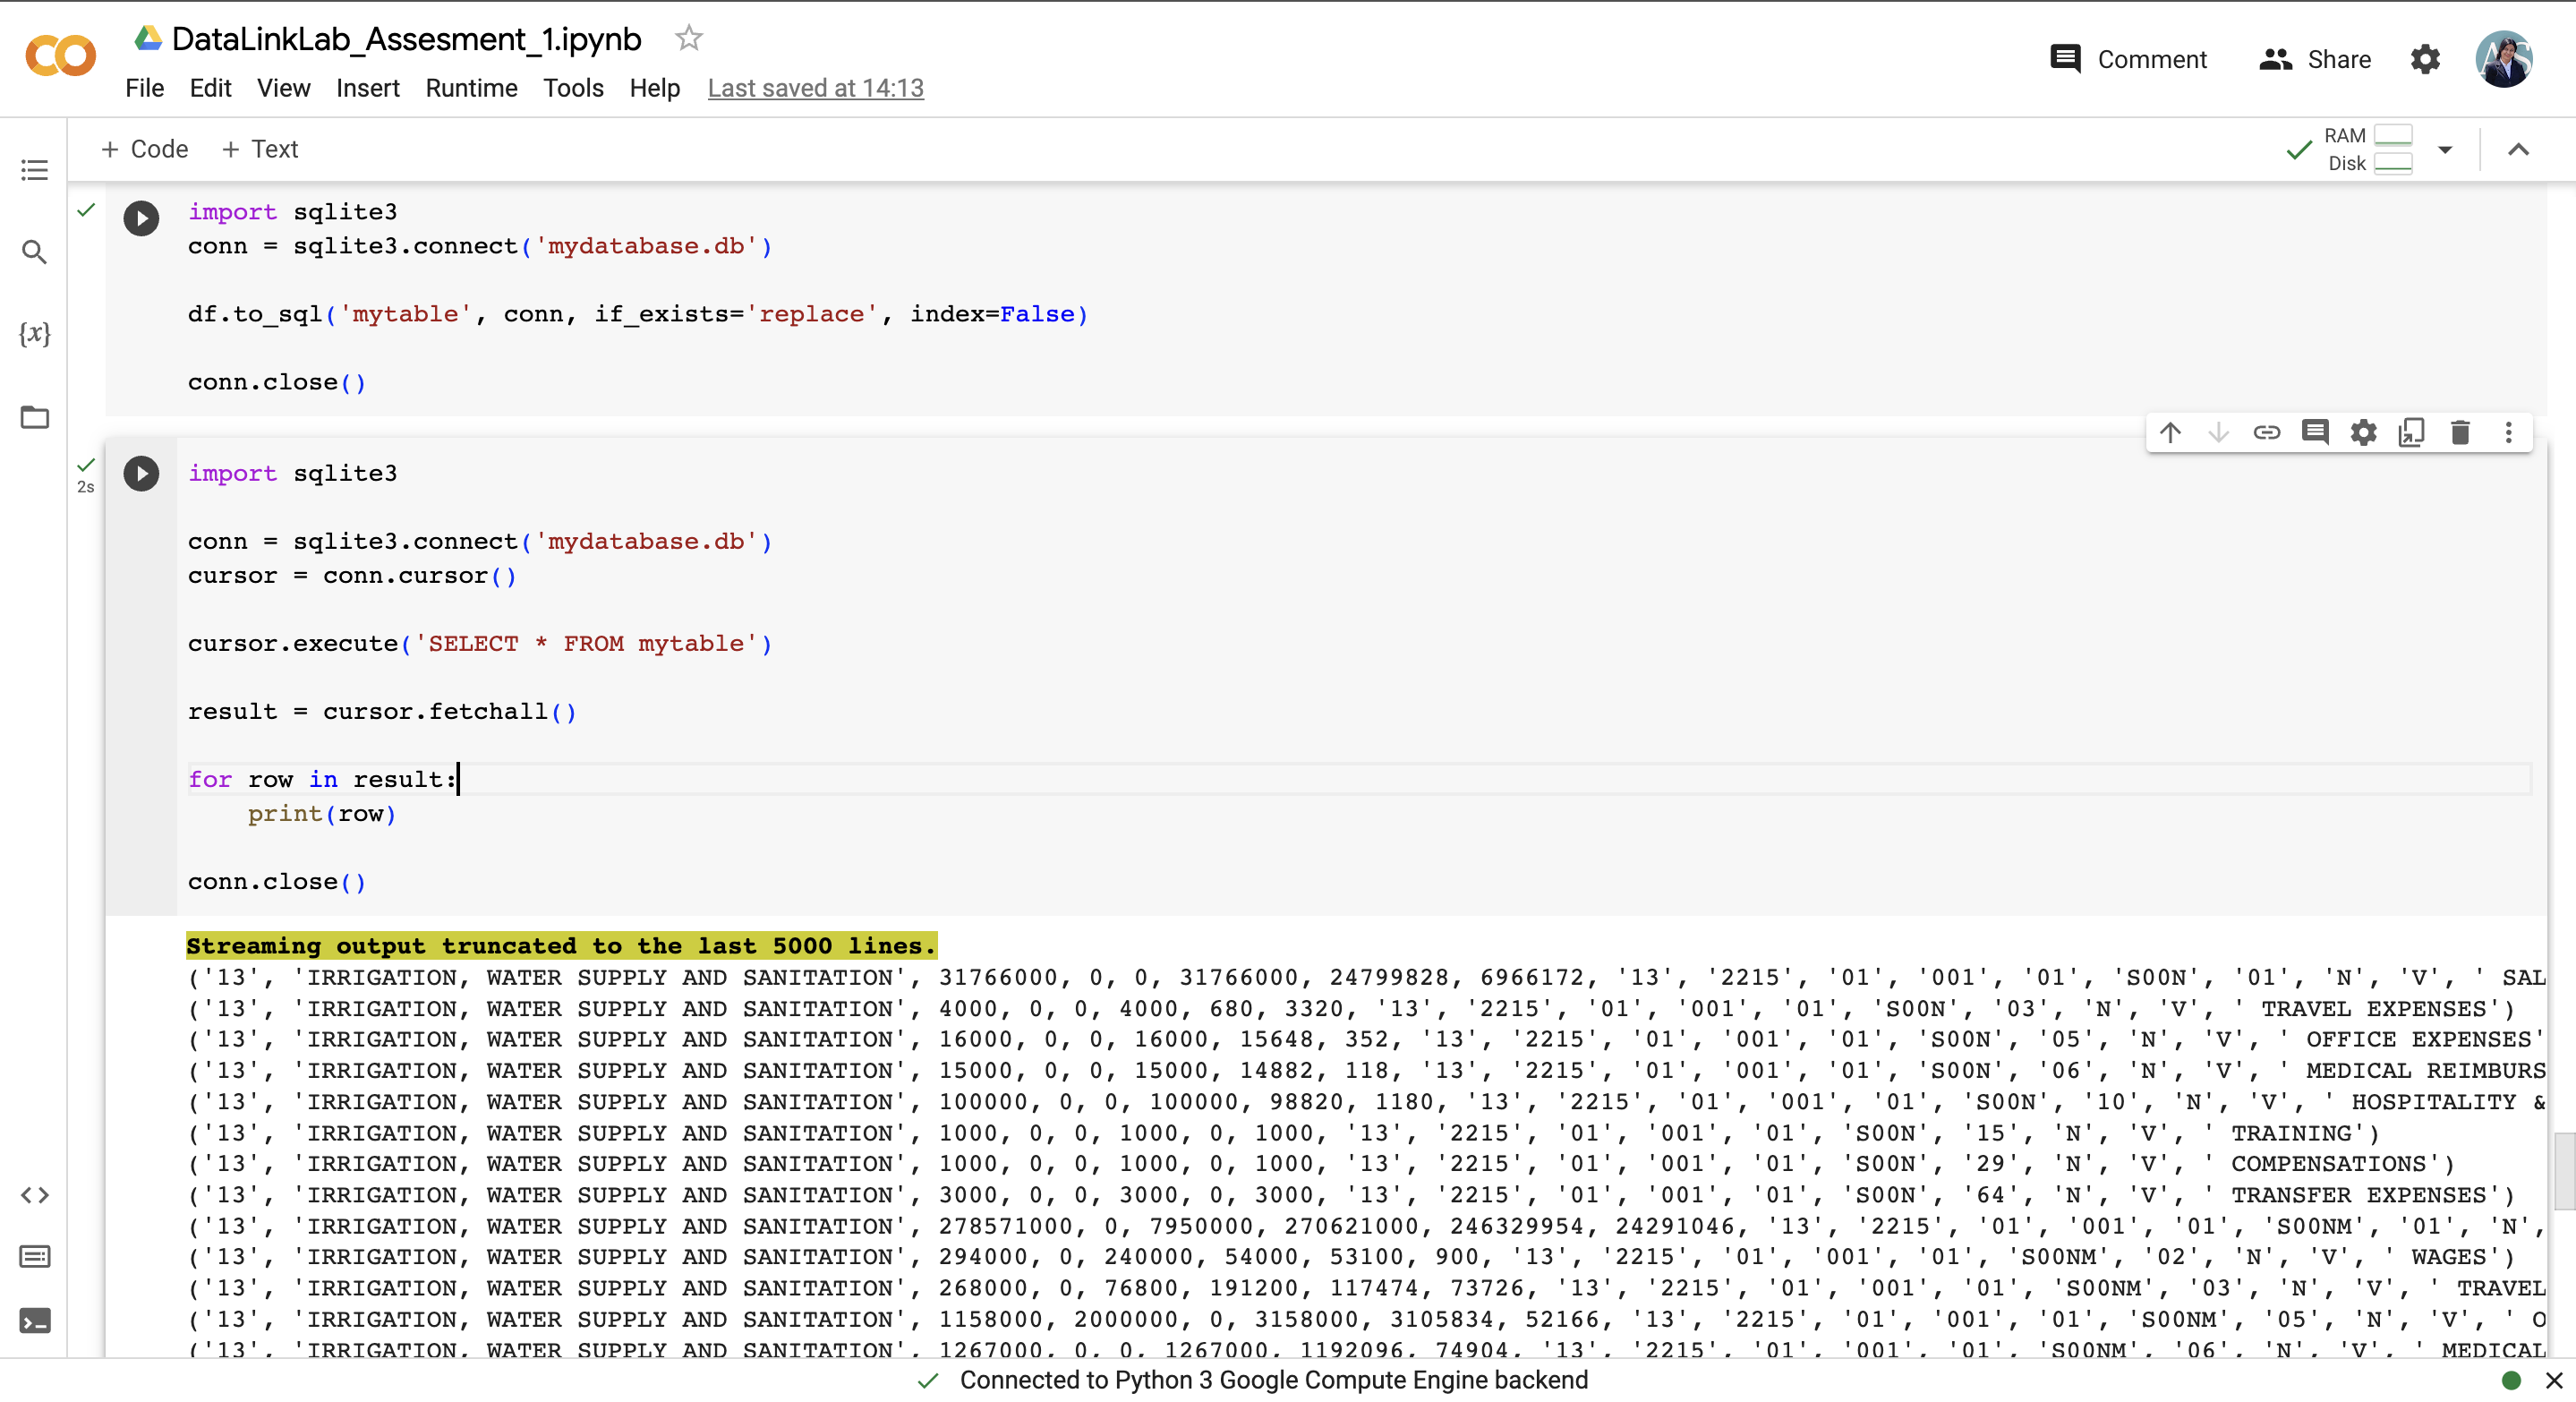 DataLinkLab_Assesment_1.ipynb
File Edit View Insert Runtime Tools Help Last saved at 14:13
Comment Share
+ Code + Text
RAM
Disk
import sqlite3
conn = sqlite3.connect('mydatabase.db')
df.to_sql('mytable', conn, if_exists='replace', index=False)
conn.close()
2s
import sqlite3
conn = sqlite3.connect('mydatabase.db')
cursor = conn.cursor()
cursor.execute('SELECT * FROM mytable')
result = cursor.fetchall()
for row in result:
    print(row)
conn.close()
Streaming output truncated to the last 5000 lines.
('13', 'IRRIGATION, WATER SUPPLY AND SANITATION', 31766000, 0, 0, 31766000, 24799828, 6966172, '13', '2215', '01', '001', '01', 'S00N', '01', 'N', 'V', ' SAL
('13', 'IRRIGATION, WATER SUPPLY AND SANITATION', 4000, 0, 0, 4000, 680, 3320, '13', '2215', '01', '001', '01', 'S00N', '03', 'N', 'V', ' TRAVEL EXPENSES')
('13', 'IRRIGATION, WATER SUPPLY AND SANITATION', 16000, 0, 0, 16000, 15648, 352, '13', '2215', '01', '001', '01', 'S00N', '05', 'N', 'V', ' OFFICE EXPENSES'
('13', 'IRRIGATION, WATER SUPPLY AND SANITATION', 15000, 0, 0, 15000, 14882, 118, '13', '2215', '01', '001', '01', 'S00N', '06', 'N', 'V', ' MEDICAL REIMBURS
('13', 'IRRIGATION, WATER SUPPLY AND SANITATION', 100000, 0, 0, 100000, 98820, 1180, '13', '2215', '01', '001', '01', 'S00N', '10', 'N', 'V', ' HOSPITALITY &
('13', 'IRRIGATION, WATER SUPPLY AND SANITATION', 1000, 0, 0, 1000, 0, 1000, '13', '2215', '01', '001', '01', 'S00N', '15', 'N', 'V', ' TRAINING')
('13', 'IRRIGATION, WATER SUPPLY AND SANITATION', 1000, 0, 0, 1000, 0, 1000, '13', '2215', '01', '001', '01', 'S00N', '29', 'N', 'V', ' COMPENSATIONS')
('13', 'IRRIGATION, WATER SUPPLY AND SANITATION', 3000, 0, 0, 3000, 0, 3000, '13', '2215', '01', '001', '01', 'S00N', '64', 'N', 'V', ' TRANSFER EXPENSES')
('13', 'IRRIGATION, WATER SUPPLY AND SANITATION', 278571000, 0, 7950000, 270621000, 246329954, 24291046, '13', '2215', '01', '001', '01', 'S00NM', '01', 'N',
('13', 'IRRIGATION, WATER SUPPLY AND SANITATION', 294000, 0, 240000, 54000, 53100, 900, '13', '2215', '01', '001', '01', 'S00NM', '02', 'N', 'V', ' WAGES')
('13', 'IRRIGATION, WATER SUPPLY AND SANITATION', 268000, 0, 76800, 191200, 117474, 73726, '13', '2215', '01', '001', '01', 'S00NM', '03', 'N', 'V', ' TRAVEL
('13', 'IRRIGATION, WATER SUPPLY AND SANITATION', 1158000, 2000000, 0, 3158000, 3105834, 52166, '13', '2215', '01', '001', '01', 'S00NM', '05', 'N', 'V', ' O
('13', 'IRRIGATION, WATER SUPPLY AND SANITATION', 1267000, 0, 0, 1267000, 1192096, 74904, '13', '2215', '01', '001', '01', 'S00NM', '06', 'N', 'V', ' MEDICAL
Connected to Python 3 Google Compute Engine backend